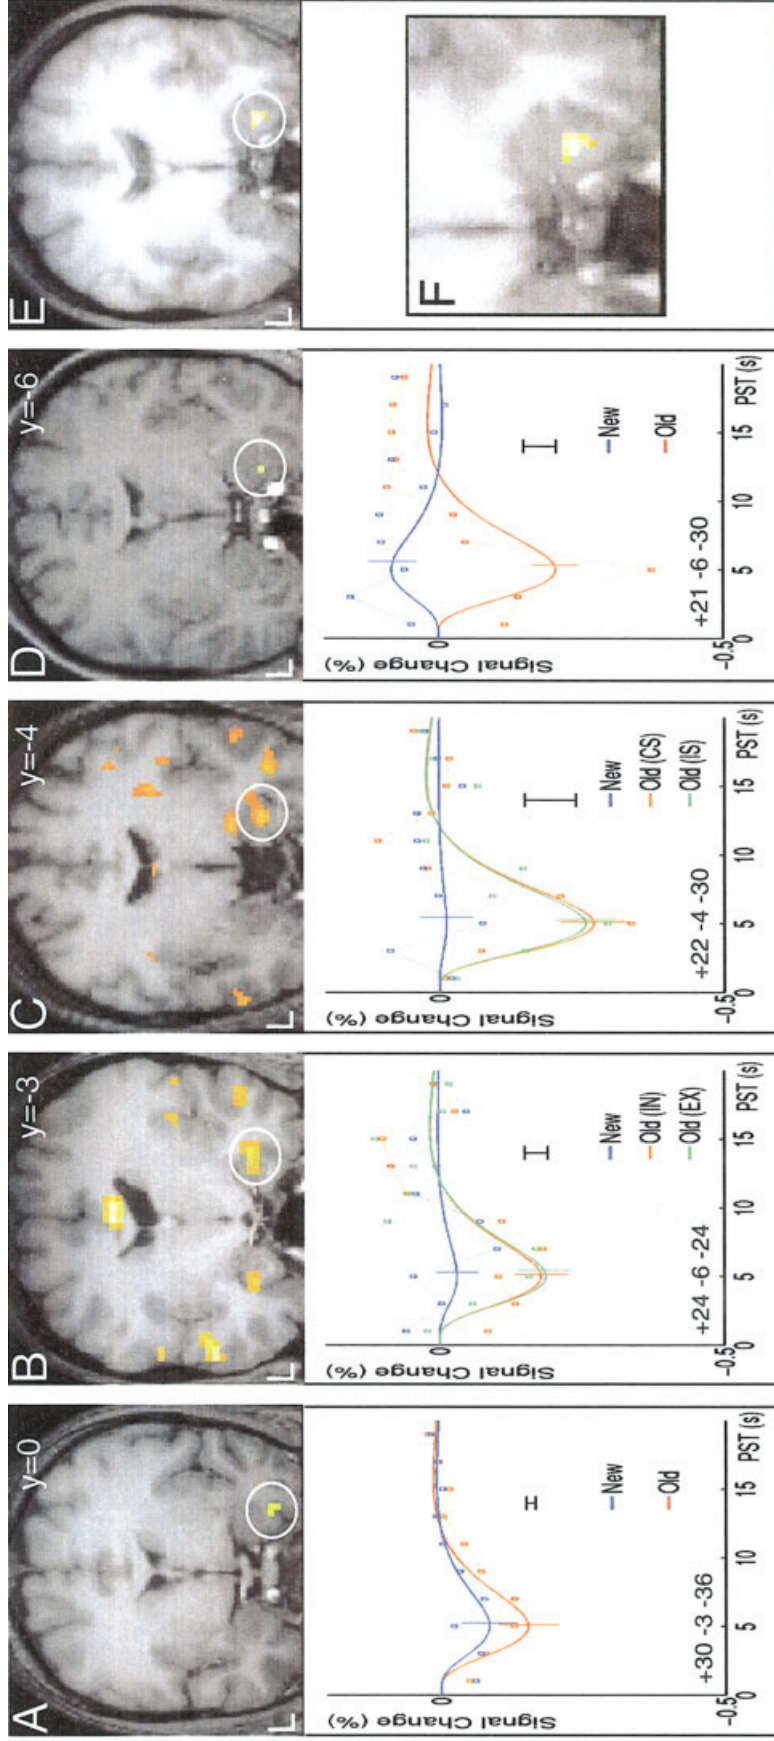 A
y=0
L
Signal Change (%)
0
-0.5
0
5
10
15
PST (s)
+30 -3 -36
New
Old
B
y=-3
L
Signal Change (%)
0
-0.5
0
5
10
15
PST (s)
+24 -6 -24
New
Old (IN)
Old (EX)
C
y=-4
L
Signal Change (%)
0
-0.5
0
5
10
15
PST (s)
+22 -4 -30
New
Old (CS)
Old (IS)
D
y=-6
L
Signal Change (%)
0
-0.5
0
5
10
15
PST (s)
+21 -6 -30
New
Old
E
L
F